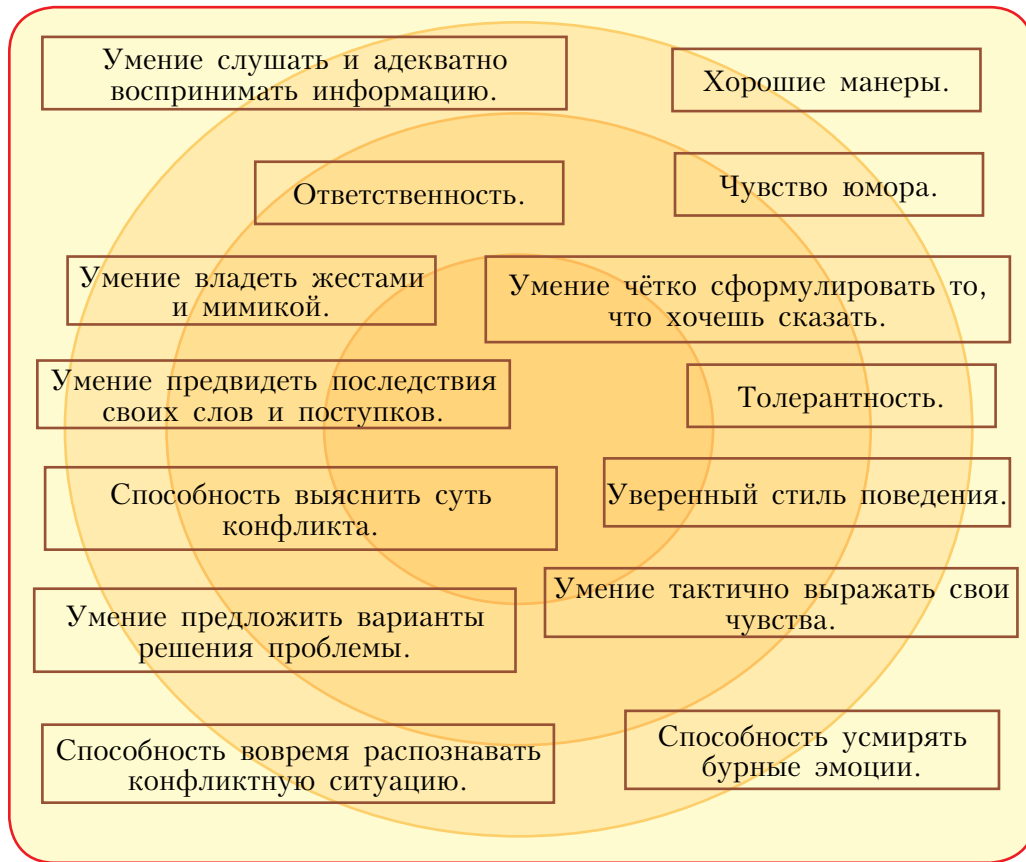 Умение слушать и адекватно
воспринимать информацию.
Хорошие манеры.
Ответственность.
Чувство юмора.
Умение владеть жестами
и мимикой.
Умение чётко сформулировать то,
что хочешь сказать.
Умение предвидеть последствия
своих слов и поступков.
Толерантность.
Способность выяснить суть
конфликта.
Уверенный стиль поведения.
Умение предложить варианты
решения проблемы.
Умение тактично выражать свои
чувства.
Способность вовремя распознавать
конфликтную ситуацию.
Способность усмирять
бурные эмоции.